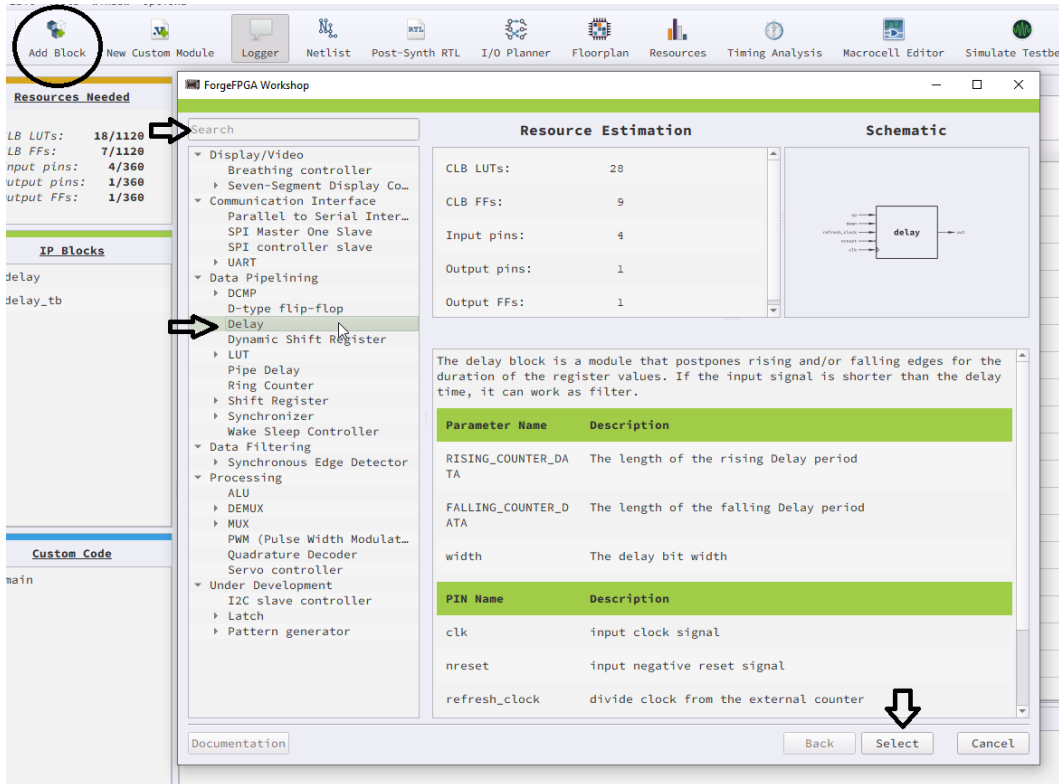 Add Block
New Custom Module
Logger
Netlist
Post-Synth RTL
I/O Planner
Floorplan
Resources
Timing Analysis
Macrocell Editor
Simulate Testbe
RTL
Resources Needed
CLB LUTs: 18/1120
CLB FFs: 7/1120
nput pins: 4/360
utput pins: 1/360
utput FFs: 1/360
IP Blocks
delay
delay_tb
Custom Code
main
ForgeFPGA Workshop
Search
Display/Video
Breathing controller
Seven-Segment Display Co…
Communication Interface
Parallel to Serial Inter…
SPI Master One Slave
SPI controller slave
UART
Data Pipelining
DCMP
D-type flip-flop
Delay
Dynamic Shift Register
LUT
Pipe Delay
Ring Counter
Shift Register
Synchronizer
Wake Sleep Controller
Data Filtering
Synchronous Edge Detector
Processing
ALU
DEMUX
MUX
PWM (Pulse Width Modulat…
Quadrature Decoder
Servo controller
Under Development
I2C slave controller
Latch
Pattern generator
Resource Estimation
CLB LUTs: 28
CLB FFs: 9
Input pins: 4
Output pins: 1
Output FFs: 1
Schematic
up
down
refresh_clock
nreset
clk
delay
out
The delay block is a module that postpones rising and/or falling edges for the
duration of the register values. If the input signal is shorter than the delay
time, it can work as filter.
Parameter Name Description
RISING_COUNTER_DA The length of the rising Delay period
TA
FALLING_COUNTER_D The length of the falling Delay period
ATA
width The delay bit width
PIN Name Description
clk input clock signal
nreset input negative reset signal
refresh_clock divide clock from the external counter
Documentation
Back
Select
Cancel